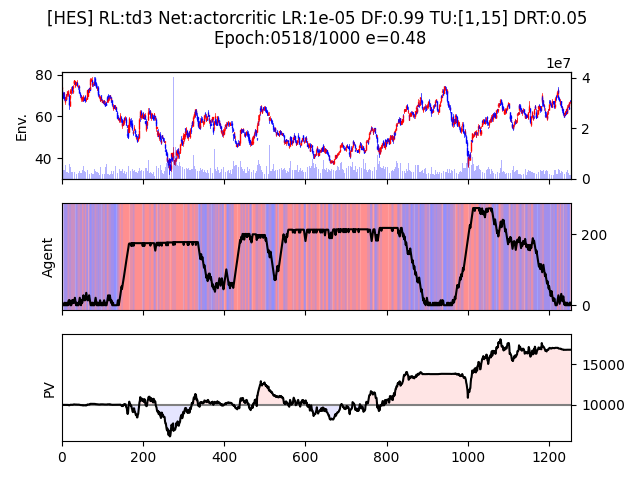 [HES] RL:td3 Net:actorcritic LR:1e-05 DF:0.99 TU:[1,15] DRT:0.05
Epoch:0518/1000 e=0.48
1e7
80
60
40
Env.
4
2
0
Agent
200
0
PV
15000
10000
0
200
400
600
800
1000
1200